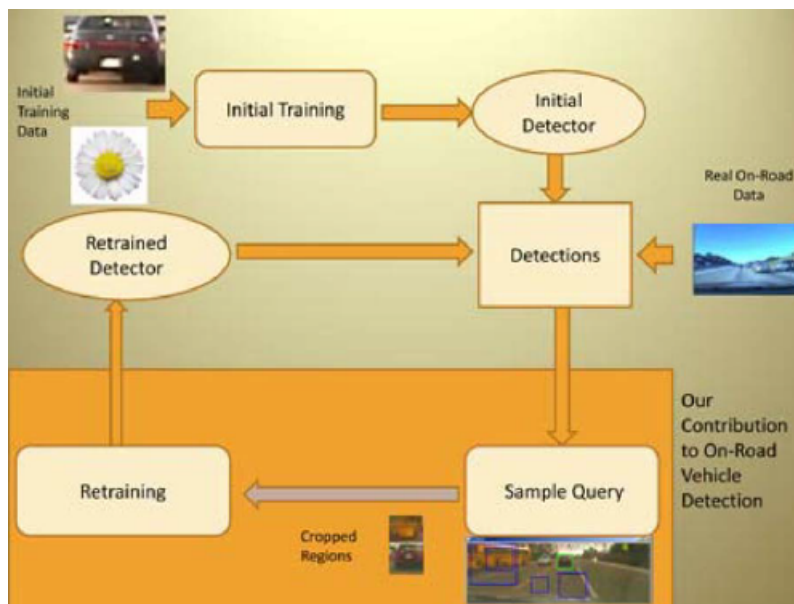 Initial
Training
Data
Initial Training
Initial
Detector
Real On-Road
Data
Retrained
Detector
Detections
Our
Contribution
to On-Road
Vehicle
Detection
Retraining
Sample Query
Cropped
Regions